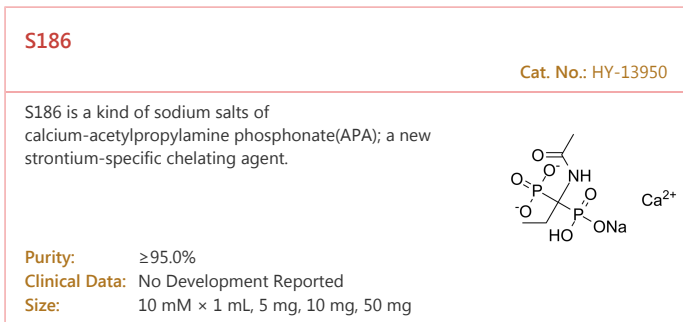 S186
Cat. No.: HY-13950
S186 is a kind of sodium salts of
calcium-acetylpropylamine phosphonate(APA); a new
strontium-specific chelating agent.
O
O⁻
NH
O
P
O
⁻O
P
Ca²⁺
ONa
HO
Purity: ≥95.0%
Clinical Data: No Development Reported
Size: 10 mM × 1 mL, 5 mg, 10 mg, 50 mg